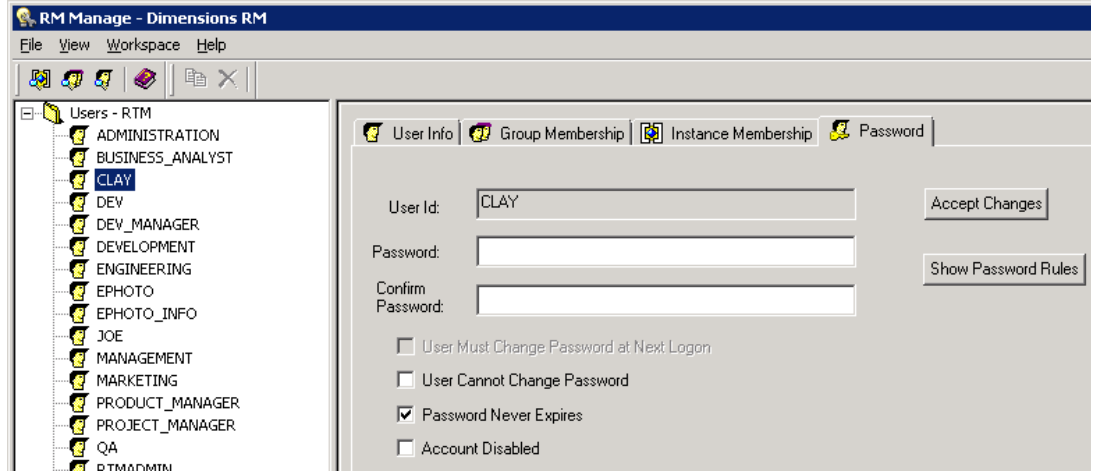 RM Manage - Dimensions RM
File View Workspace Help
Users - RTM
ADMINISTRATION
BUSINESS_ANALYST
CLAY
DEV
DEV_MANAGER
DEVELOPMENT
ENGINEERING
EPHOTO
EPHOTO_INFO
JOE
MANAGEMENT
MARKETING
PRODUCT_MANAGER
PROJECT_MANAGER
QA
RTMADMIN
User Info Group Membership Instance Membership Password
User Id: CLAY Accept Changes
Password:
Show Password Rules
Confirm
Password:
User Must Change Password at Next Logon
User Cannot Change Password
Password Never Expires
Account Disabled